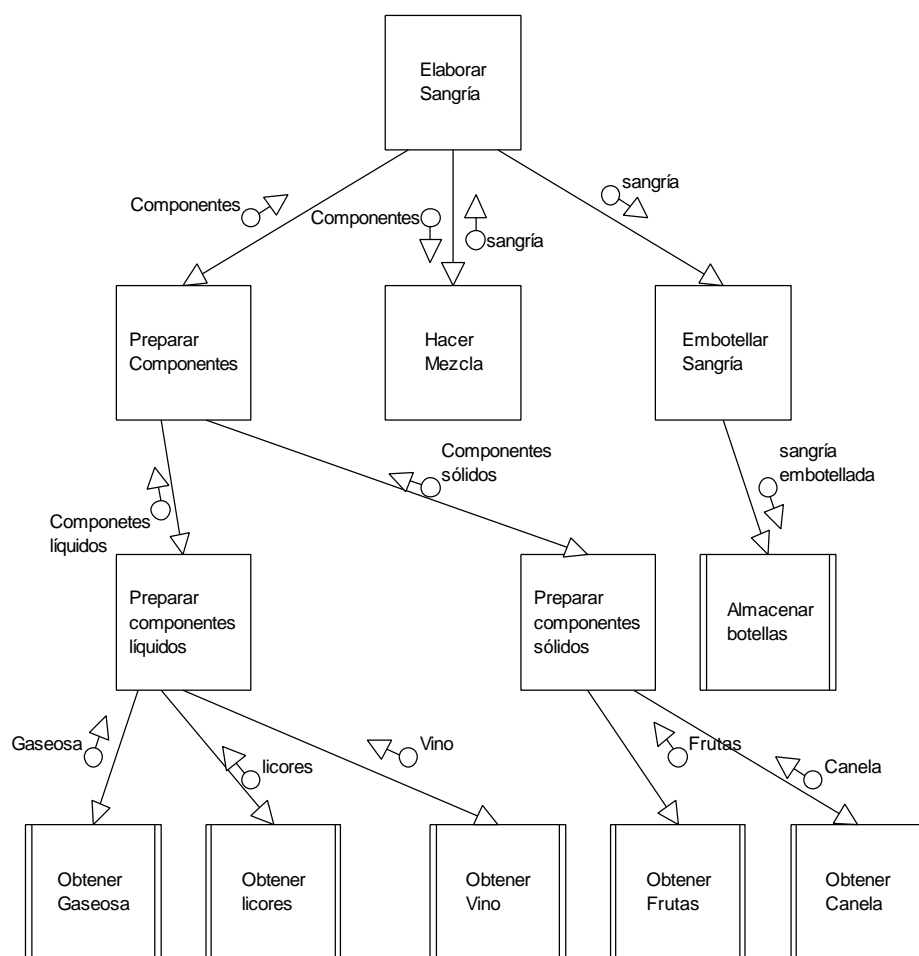 Elaborar
Sangría
Componentes
Componentes
sangría
sangría
Preparar
Componentes
Hacer
Mezcla
Embotellar
Sangría
Componetes
líquidos
Componentes
sólidos
sangría
embotellada
Preparar
componentes
líquidos
Preparar
componentes
sólidos
Almacenar
botellas
Gaseosa
licores
Vino
Frutas
Canela
Obtener
Gaseosa
Obtener
licores
Obtener
Vino
Obtener
Frutas
Obtener
Canela